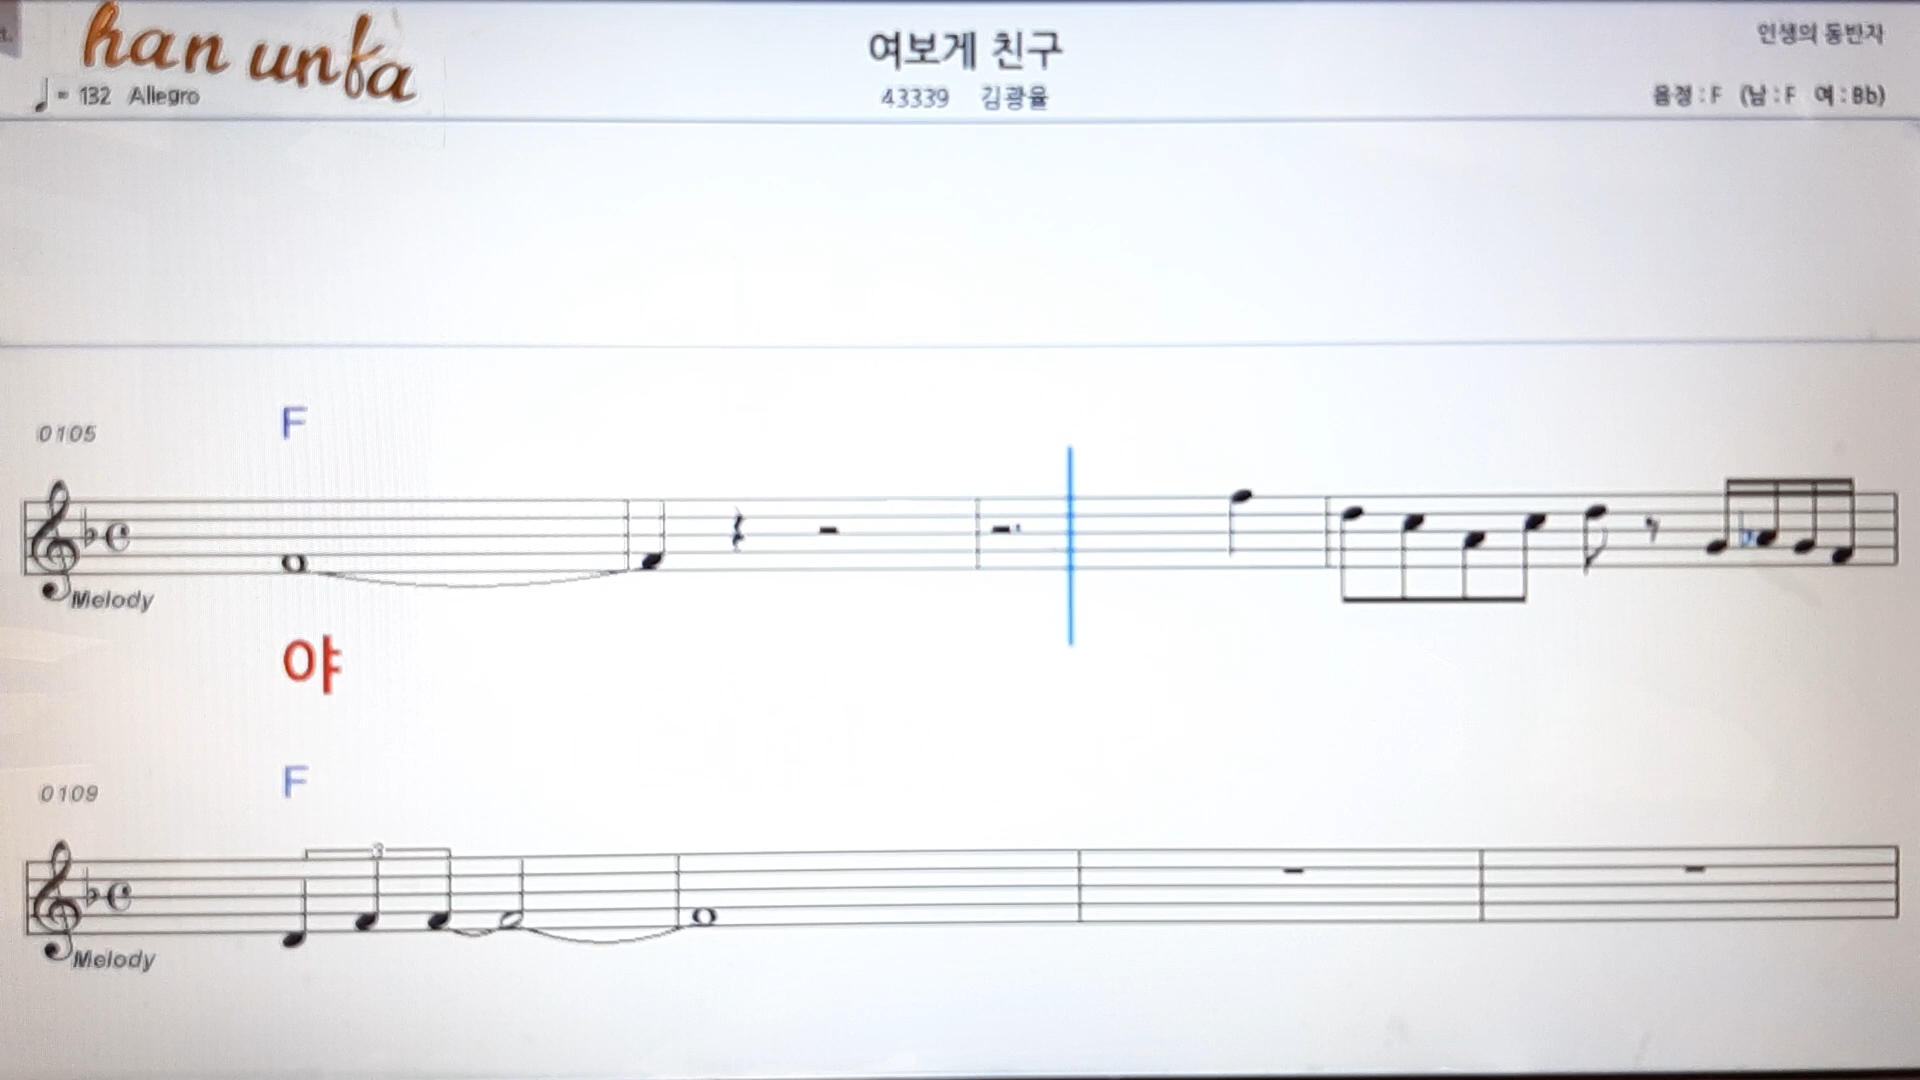 han unfa
여보게 친구
인생의 동반자
= 132 Allegro
43339 김광율
음정 : F (남 : F 여 : Bb)
0105
F
Melody
야
0109
F
3
Melody